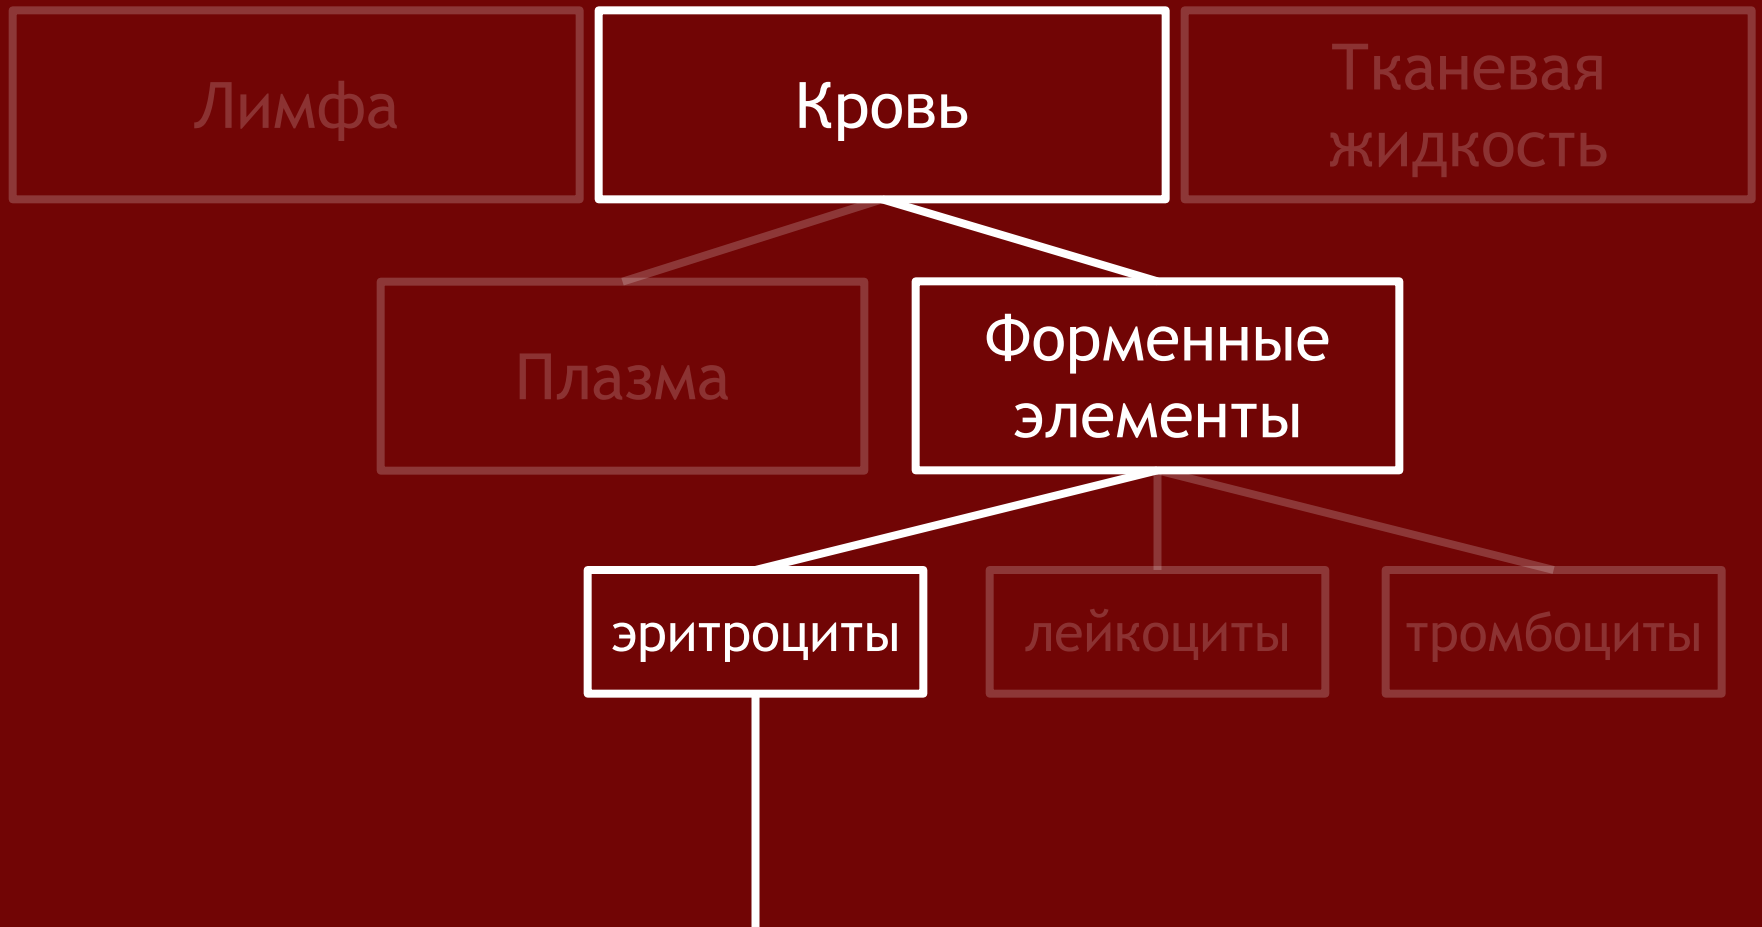 Лимфа
Кровь
Тканевая
жидкость
Плазма
Форменные
элементы
эритроциты
лейкоциты
тромбоциты